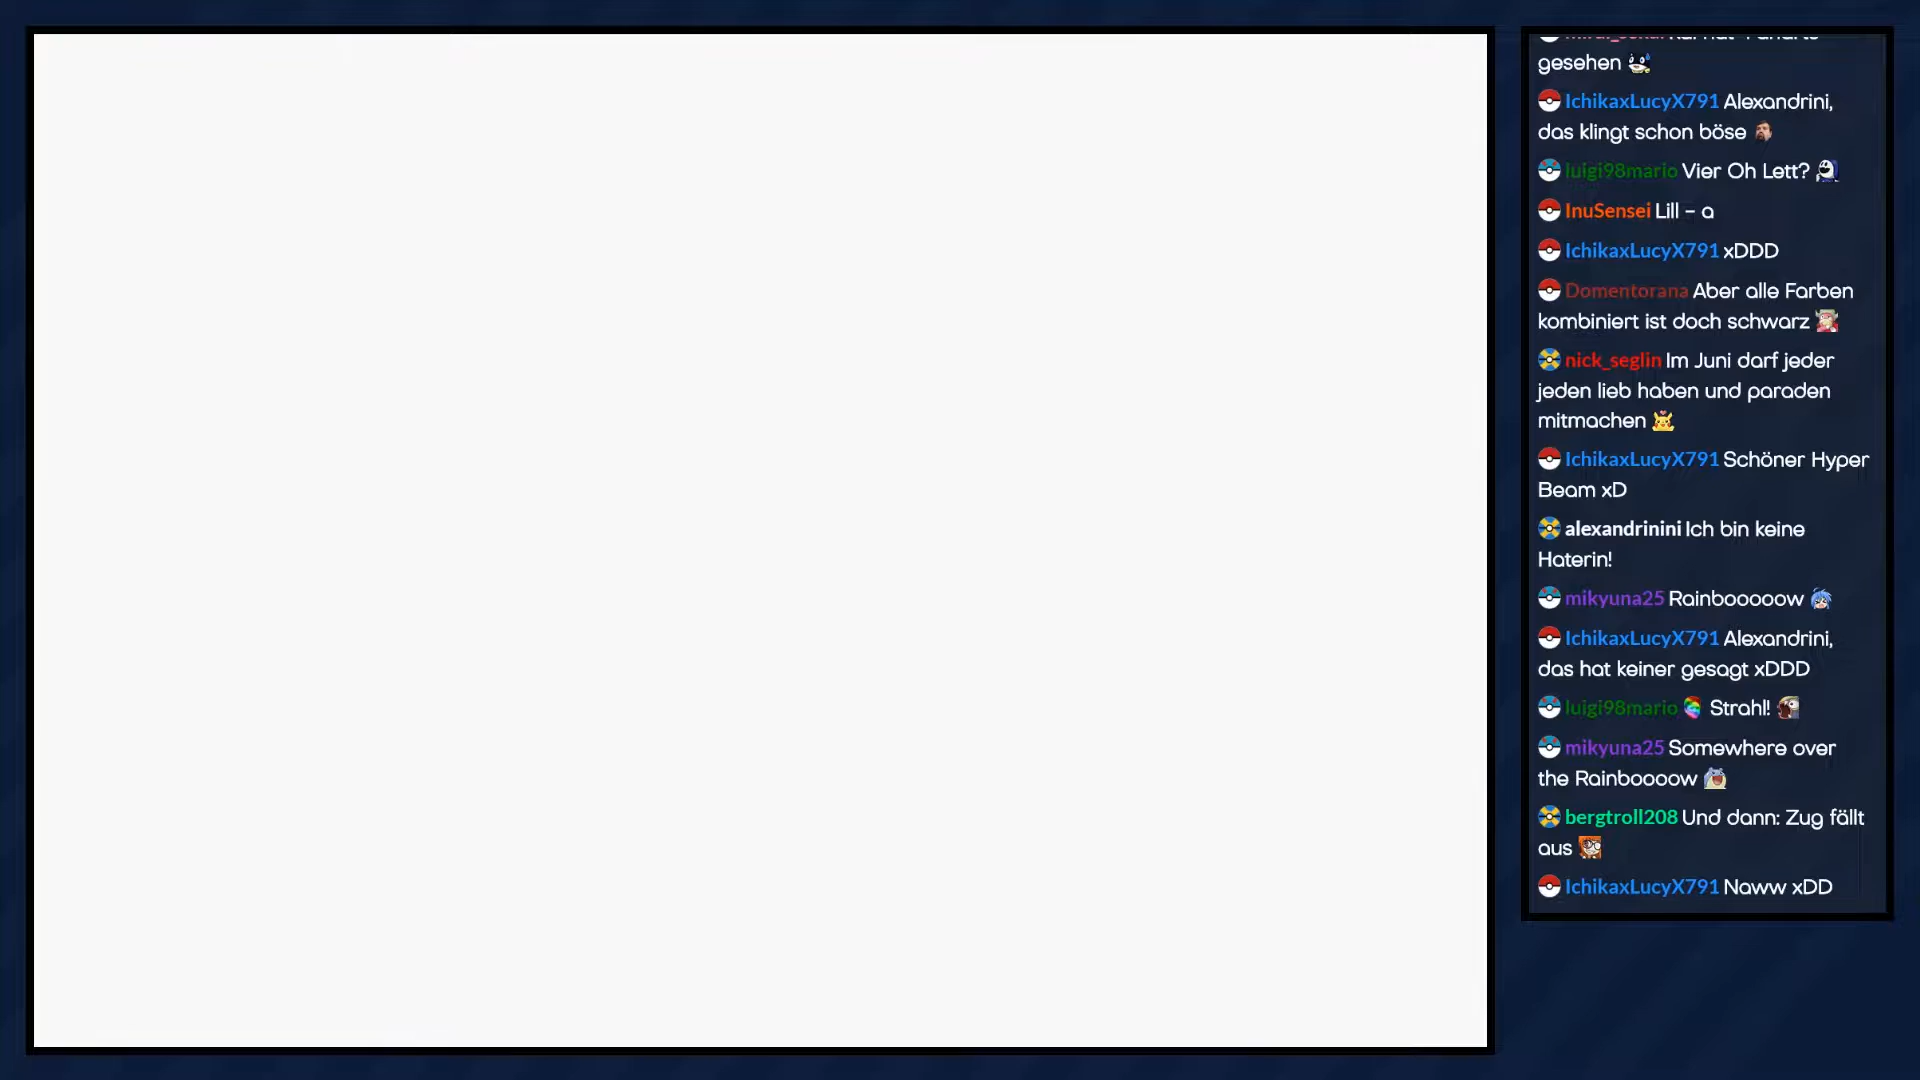 gesehen
IchikaxLucyX791 Alexandrini,
das klingt schon böse
luigi98mario Vier Oh Lett?
InuSensei Lill - a
IchikaxLucyX791 xDDD
Domentorana Aber alle Farben
kombiniert ist doch schwarz
nick_seglin Im Juni darf jeder
jeden lieb haben und paraden
mitmachen
IchikaxLucyX791 Schöner Hyper
Beam xD
alexandrinini Ich bin keine
Haterin!
mikyuna25 Rainbooooow
IchikaxLucyX791 Alexandrini,
das hat keiner gesagt xDDD
luigi98mario Strahl!
mikyuna25 Somewhere over
the Rainboooow
bergtroll208 Und dann: Zug fällt
aus
IchikaxLucyX791 Naww xDD